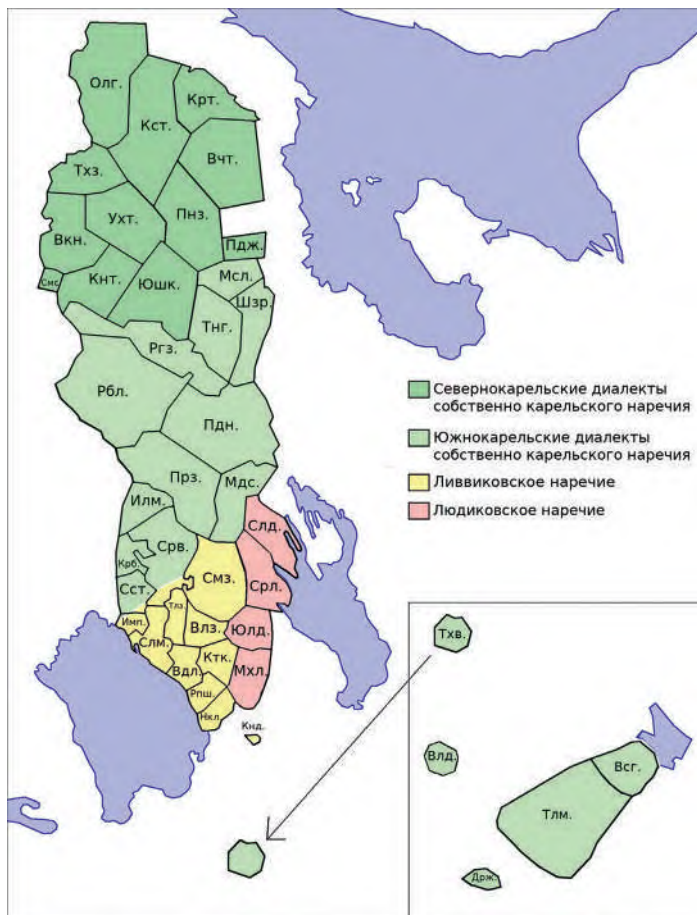 Олг.
Кст.
Крт.
Вчт.
Тхз.
Ухт.
Пнз.
Вкн.
Пдж.
Смс.
Кнт.
Юшк.
Мсл.
Шзр.
Тнг.
Ргз.
Рбл.
Пдн.
Прз.
Мдс.
Илм.
Слд.
Срв.
Крб.
Смз.
Срл.
Сст.
Тлз.
Имп.
Слм.
Влз.
Юлд.
Вдл.
Ктк.
Мхл.
Рпш.
Нкл.
Кнд.
Севернокарельские диалекты
собственно карельского наречия
Южнокарельские диалекты
собственно карельского наречия
Ливвиковское наречие
Людиковское наречие
Тхв.
Влд.
Всг.
Тлм.
Држ.